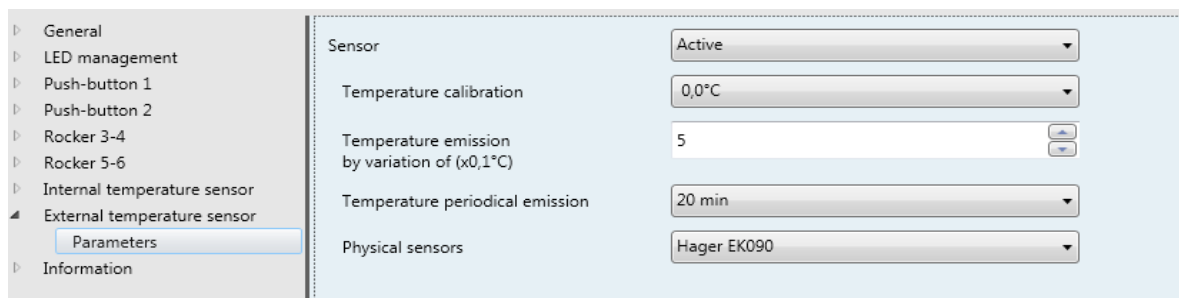 General
LED management
Push-button 1
Push-button 2
Rocker 3-4
Rocker 5-6
Internal temperature sensor
External temperature sensor
Parameters
Information
Sensor
Active
Temperature calibration
0,0°C
Temperature emission
by variation of (x0,1°C)
5
Temperature periodical emission
20 min
Physical sensors
Hager EK090